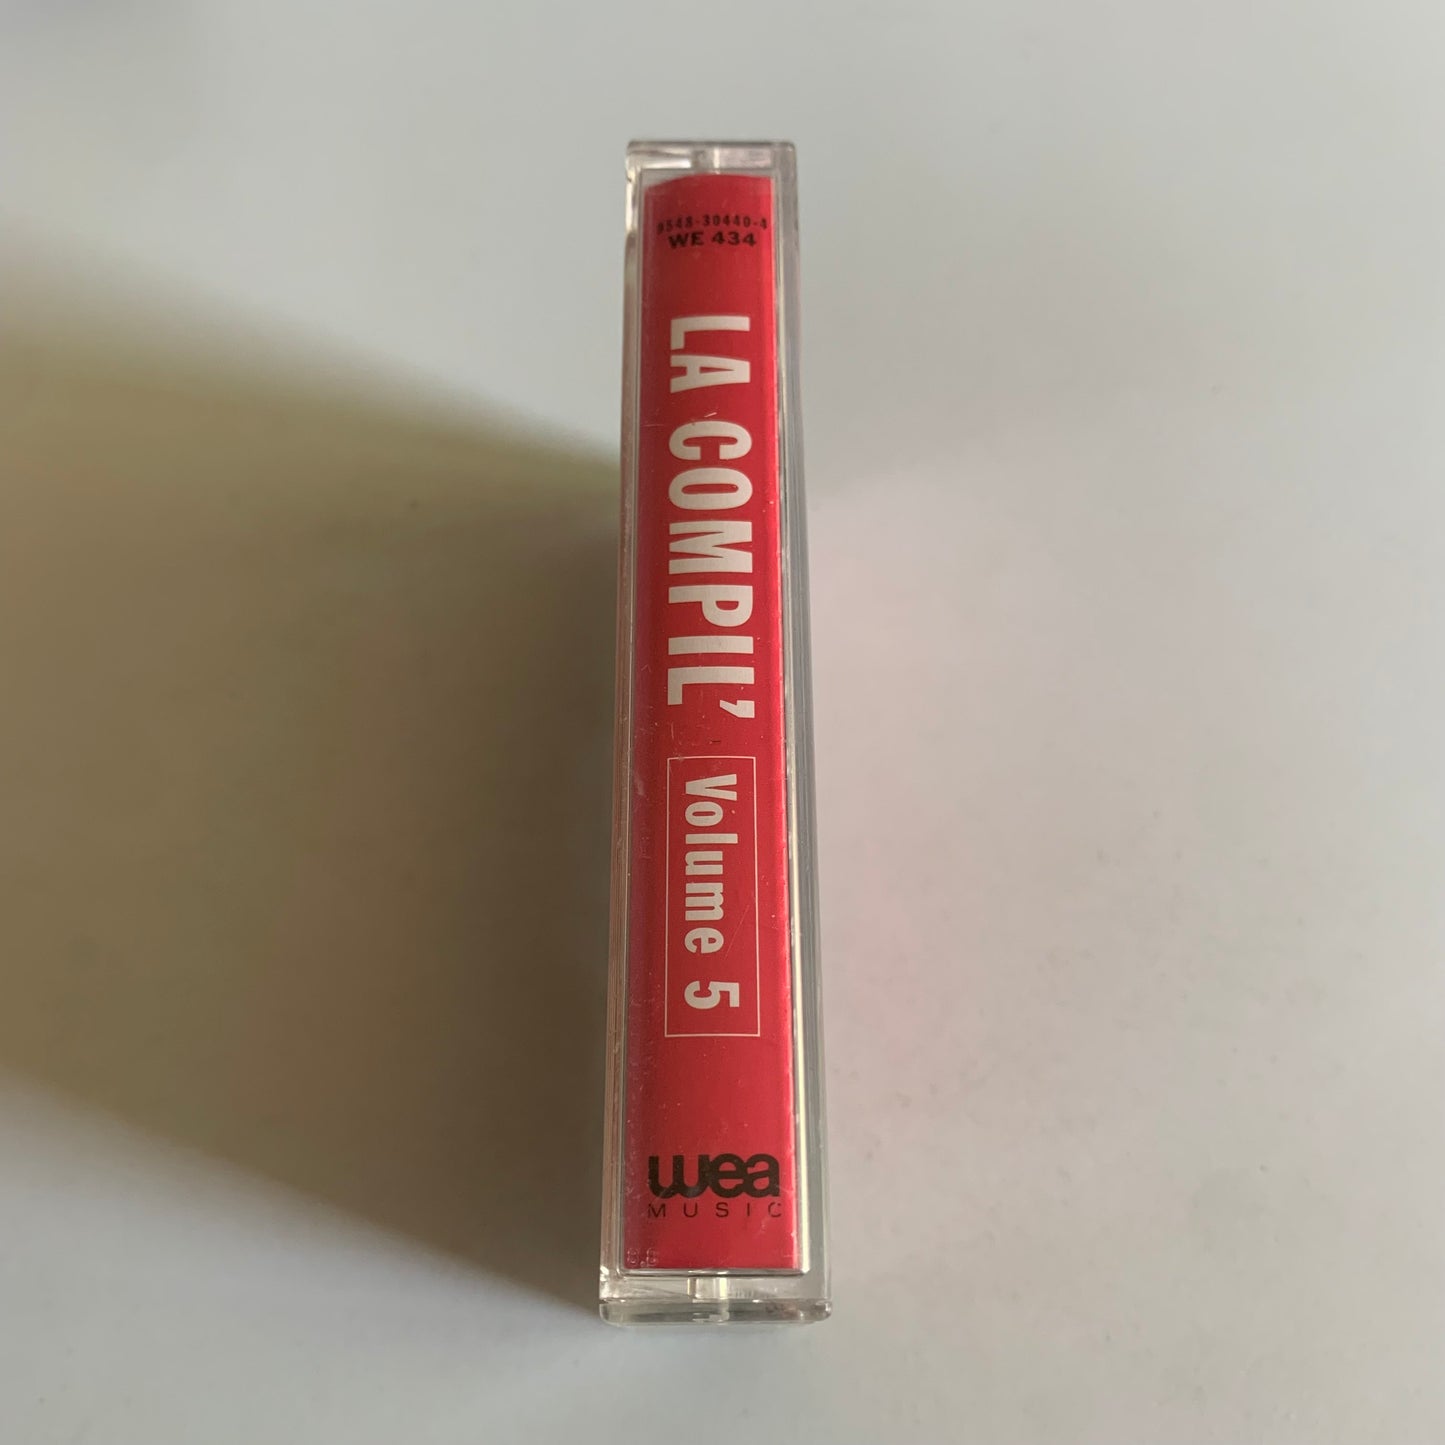 9548-30440-4
WE 434
LA COMPIL'
Volume 5
wea
MUSIC